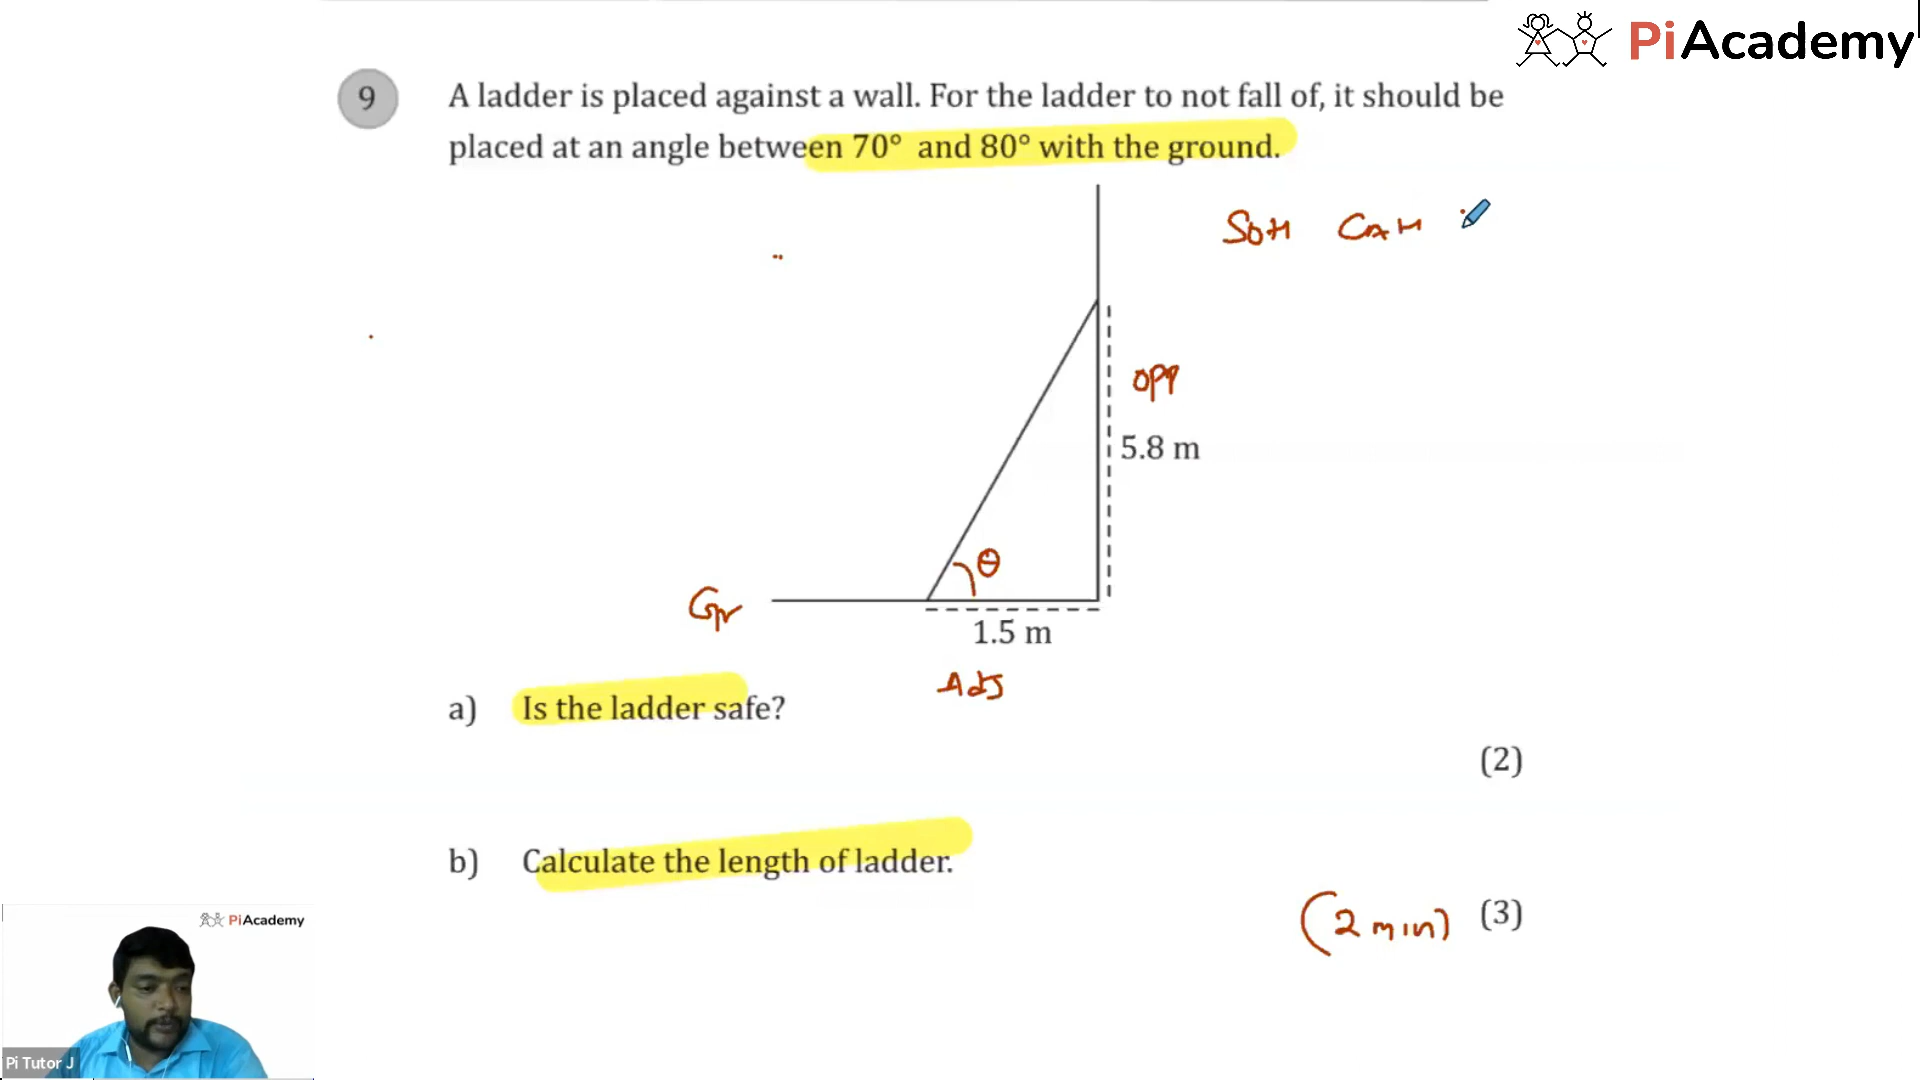 PiAcademy
9 A ladder is placed against a wall. For the ladder to not fall of, it should be
placed at an angle between 70° and 80° with the ground.
SOH CAH
OPP
5.8 m
θ
Gr
1.5 m
Adj
a) Is the ladder safe?
(2)
b) Calculate the length of ladder.
(2 min) (3)
PiAcademy
Pi Tutor J